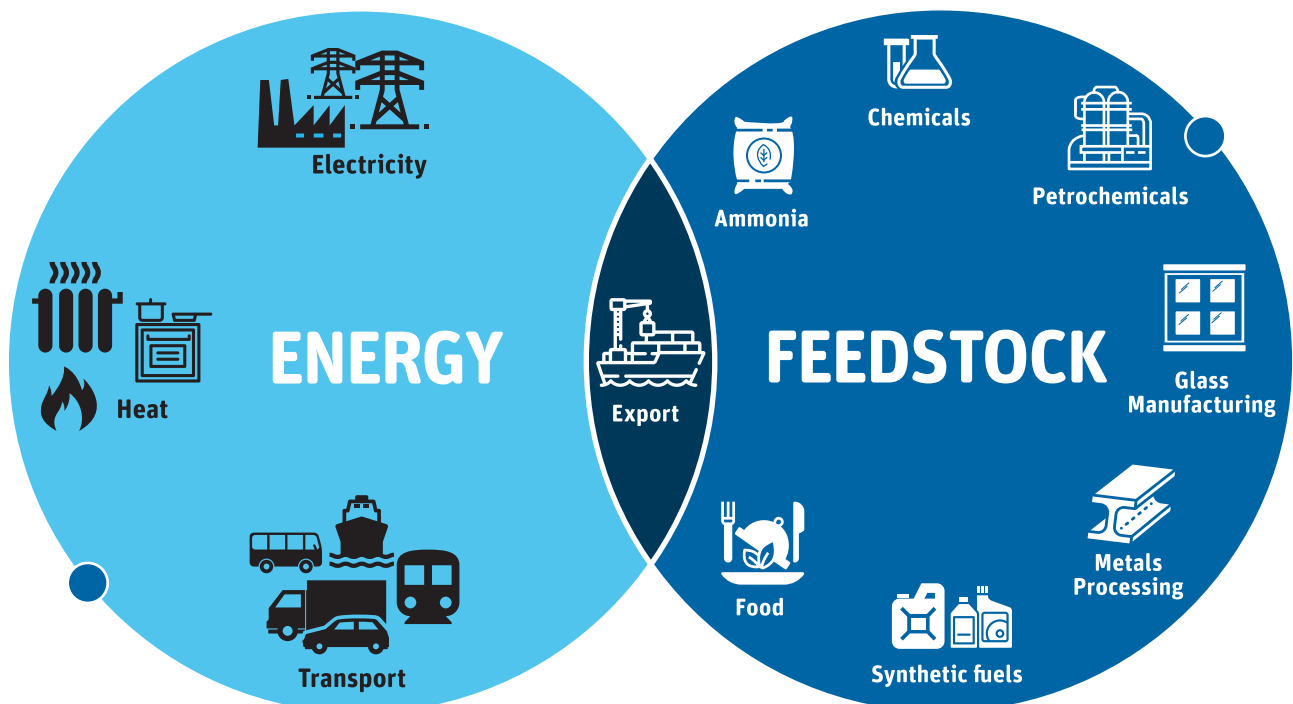 ENERGY
Electricity
Heat
Transport
Export
FEEDSTOCK
Chemicals
Petrochemicals
Ammonia
Glass
Manufacturing
Metals
Processing
Food
Synthetic fuels